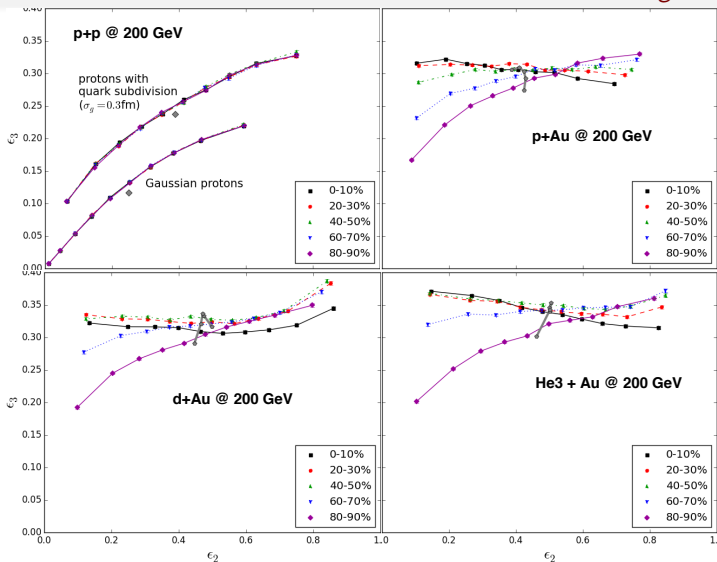 p+p @ 200 GeV
protons with
quark subdivision
(σg = 0.3fm)
Gaussian protons
0-10%
20-30%
40-50%
60-70%
80-90%
ϵ3
0.40
0.35
0.30
0.25
0.20
0.15
0.10
0.05
0.00
p+Au @ 200 GeV
0-10%
20-30%
40-50%
60-70%
80-90%
d+Au @ 200 GeV
0-10%
20-30%
40-50%
60-70%
80-90%
ϵ3
0.40
0.35
0.30
0.25
0.20
0.15
0.10
0.05
0.00
0.0 0.2 0.4 0.6 0.8 1.0
ϵ2
He3 + Au @ 200 GeV
0-10%
20-30%
40-50%
60-70%
80-90%
0.2 0.4 0.6 0.8
ϵ2